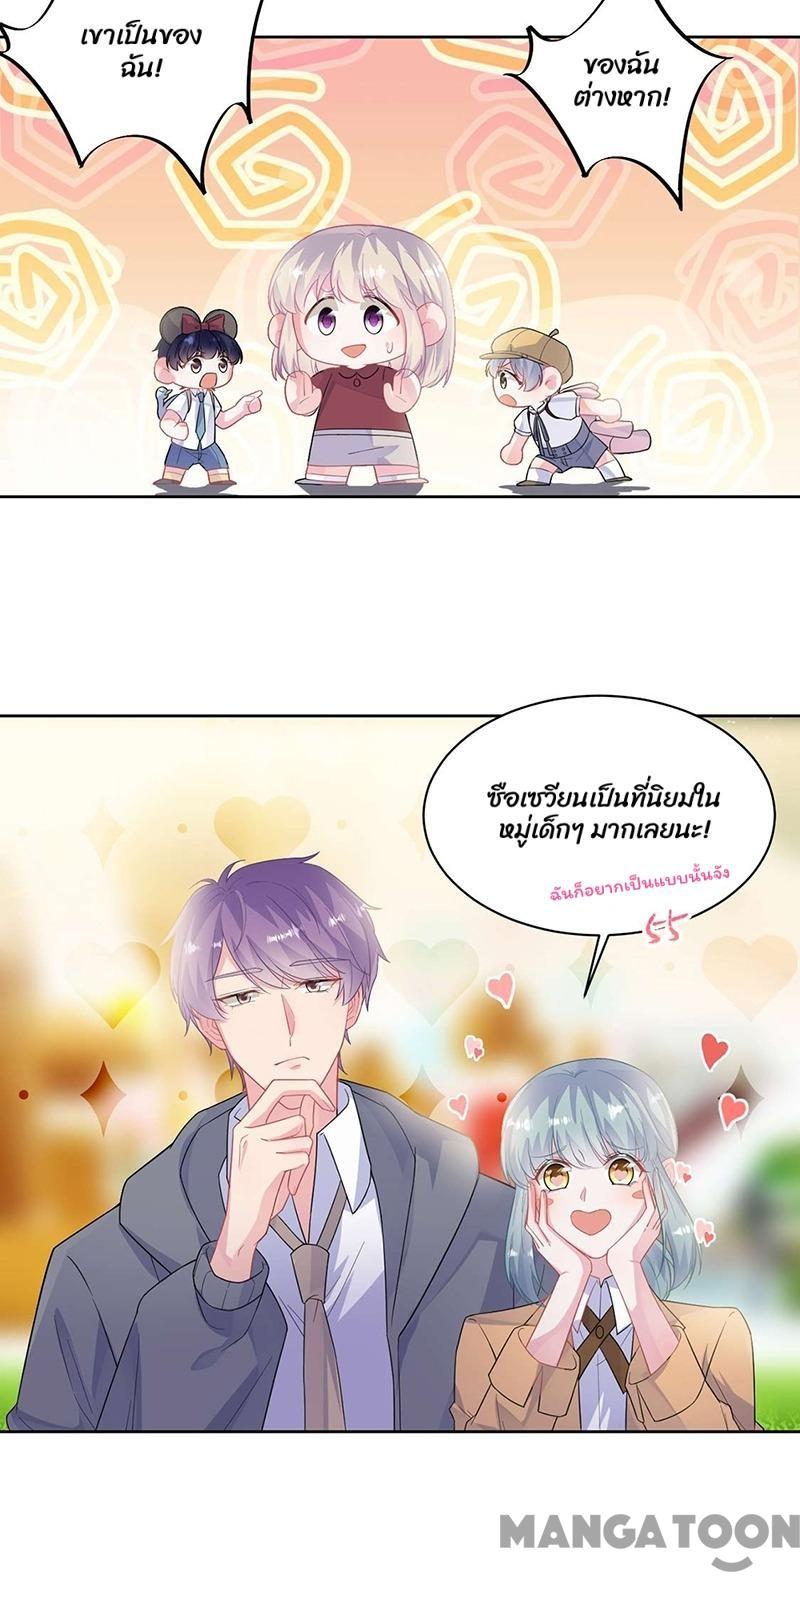 เขาเป็นของ
ฉัน!
ของฉัน
ต่างหาก!
ซือเซวียนเป็นที่นิยมใน
หมู่เด็กๆ มากเลยนะ!
ฉันก็อยากเป็นแบบนั้นจัง
55
MANGATOON